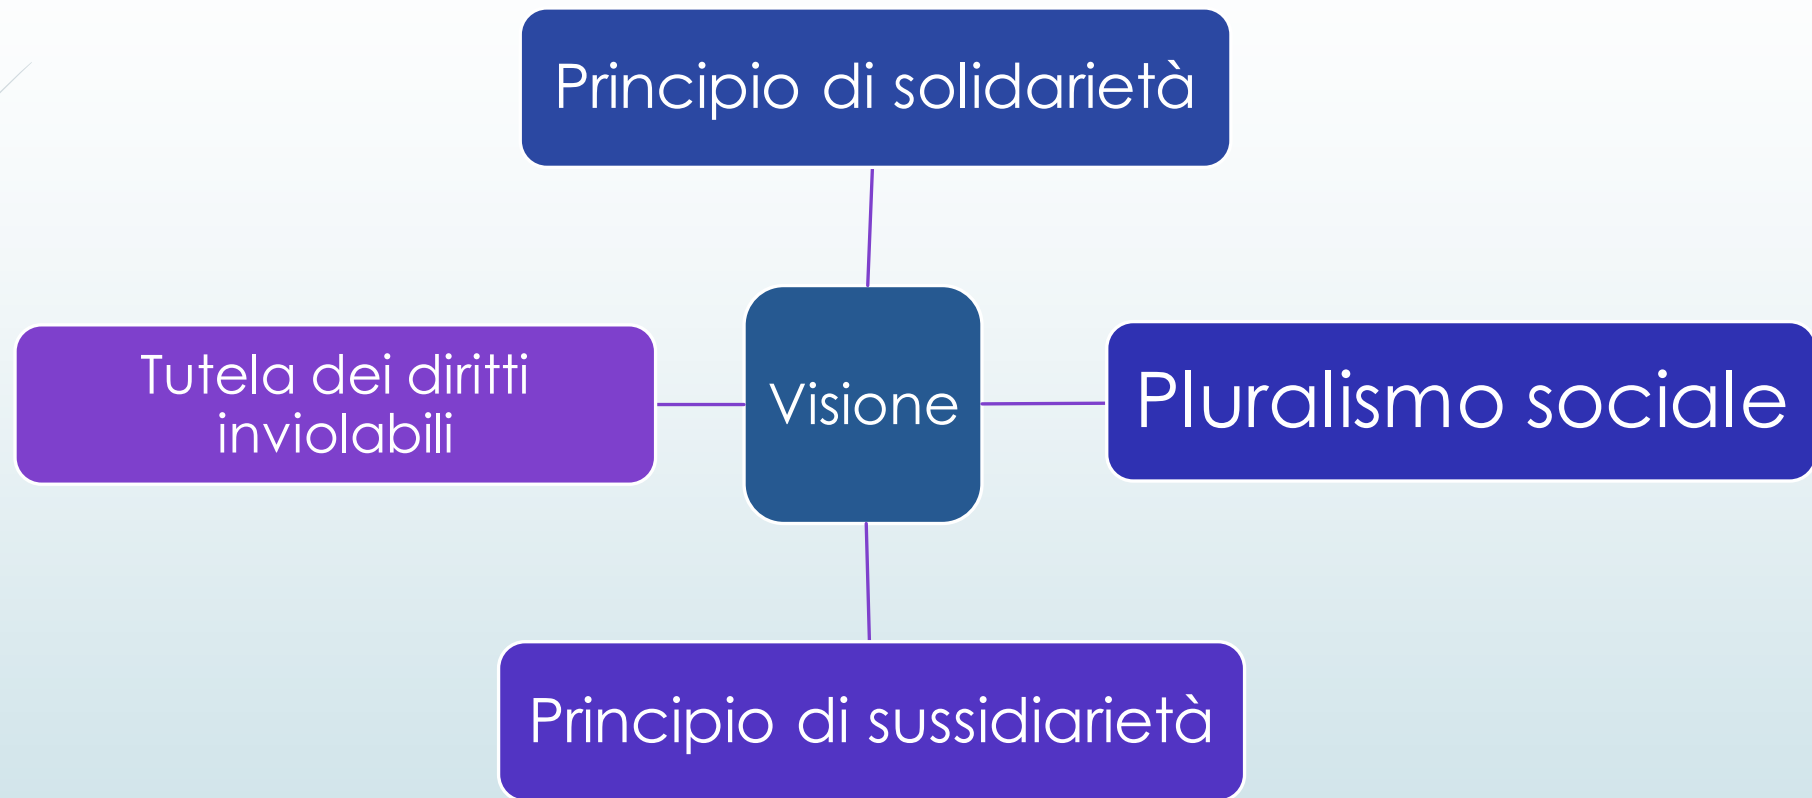 Principio di solidarietà
Tutela dei diritti
inviolabili
Visione
Pluralismo sociale
Principio di sussidiarietà